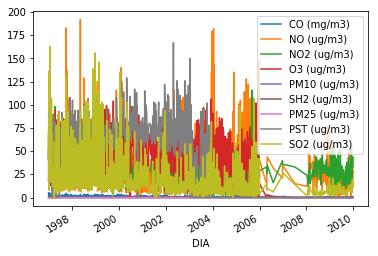 200
175
150
125
100
75
50
25
0
CO (mg/m3)
NO (ug/m3)
NO2 (ug/m3)
O3 (ug/m3)
PM10 (ug/m3)
SH2 (ug/m3)
PM25 (ug/m3)
PST (ug/m3)
SO2 (ug/m3)
1998
2000
2002
2004
2006
2008
2010
DIA